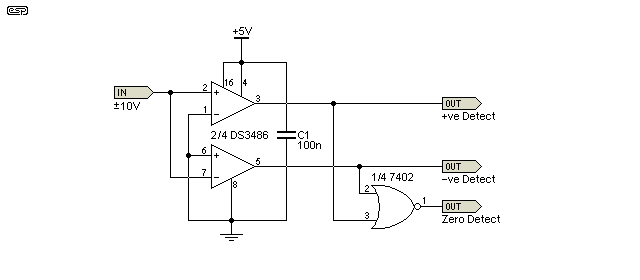 esp
+5V
16
4
IN
±10V
2
+
1
−
3
OUT
+ve Detect
2/4 DS3486
C1
100n
6
+
7
−
5
8
OUT
−ve Detect
1/4 7402
2
3
1
OUT
Zero Detect